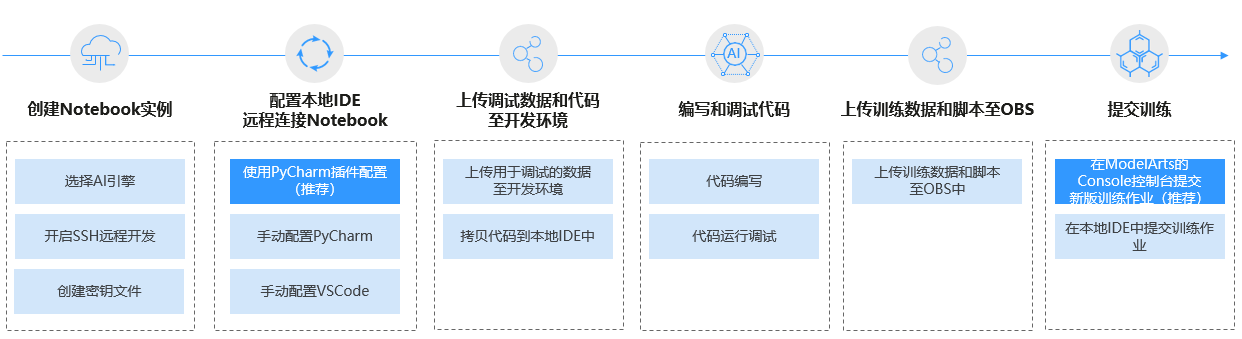 AI
创建Notebook实例
选择AI引擎
开启SSH远程开发
创建密钥文件
配置本地IDE
远程连接Notebook
使用PyCharm插件配置
（推荐）
手动配置PyCharm
手动配置VSCode
上传调试数据和代码
至开发环境
上传用于调试的数据
至开发环境
拷贝代码到本地IDE中
编写和调试代码
代码编写
代码运行调试
上传训练数据和脚本至OBS
上传训练数据和脚本
至OBS中
提交训练
在ModelArts的
Console控制台提交
新版训练作业（推荐）
在本地IDE中提交训练作
业